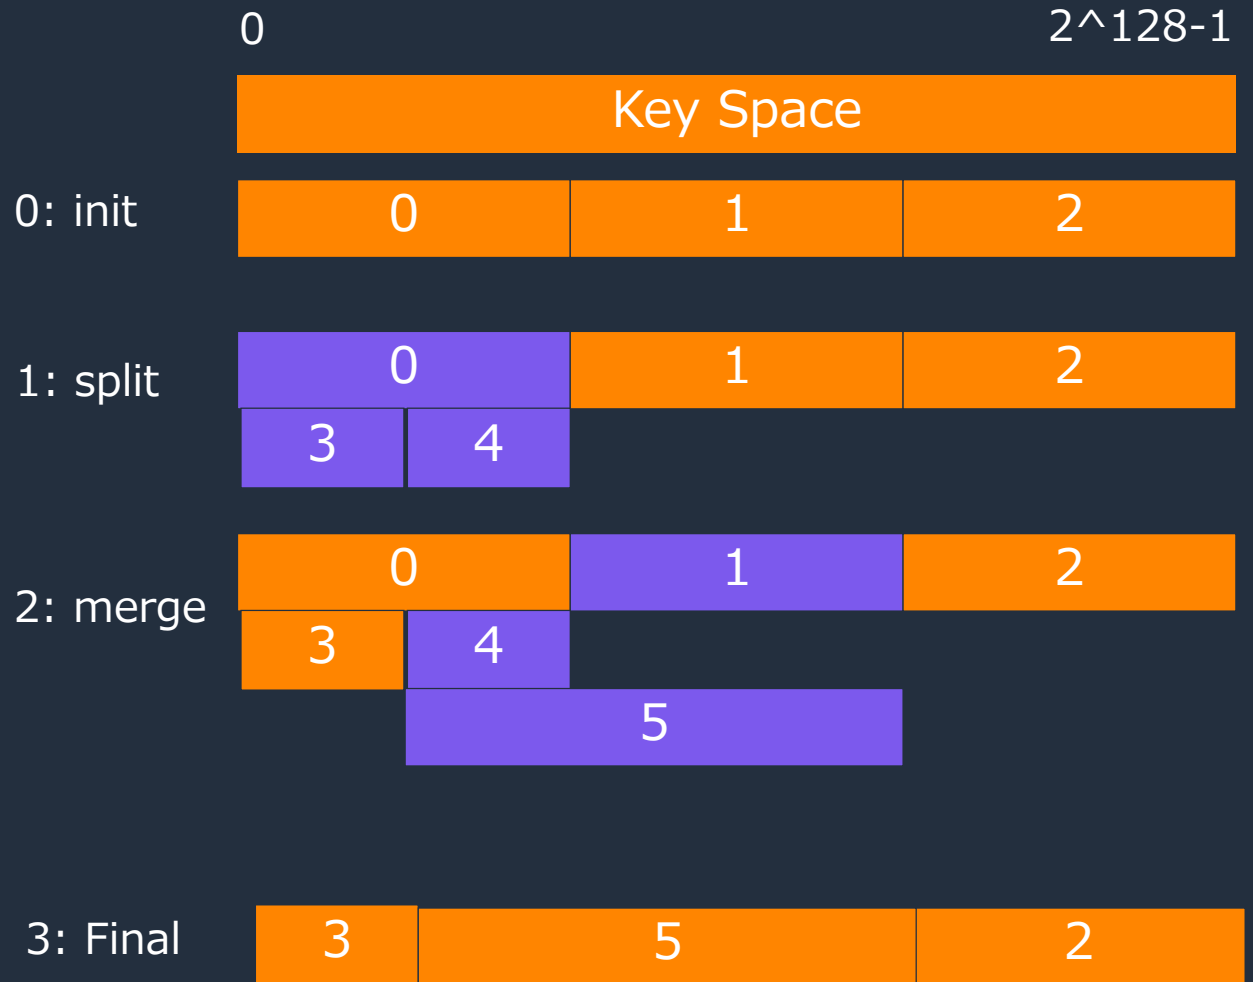 0 2^128-1
Key Space
0: init 0 1 2
1: split 0 1 2
3 4
2: merge 0 1 2
3 4
5
3: Final 3 5 2